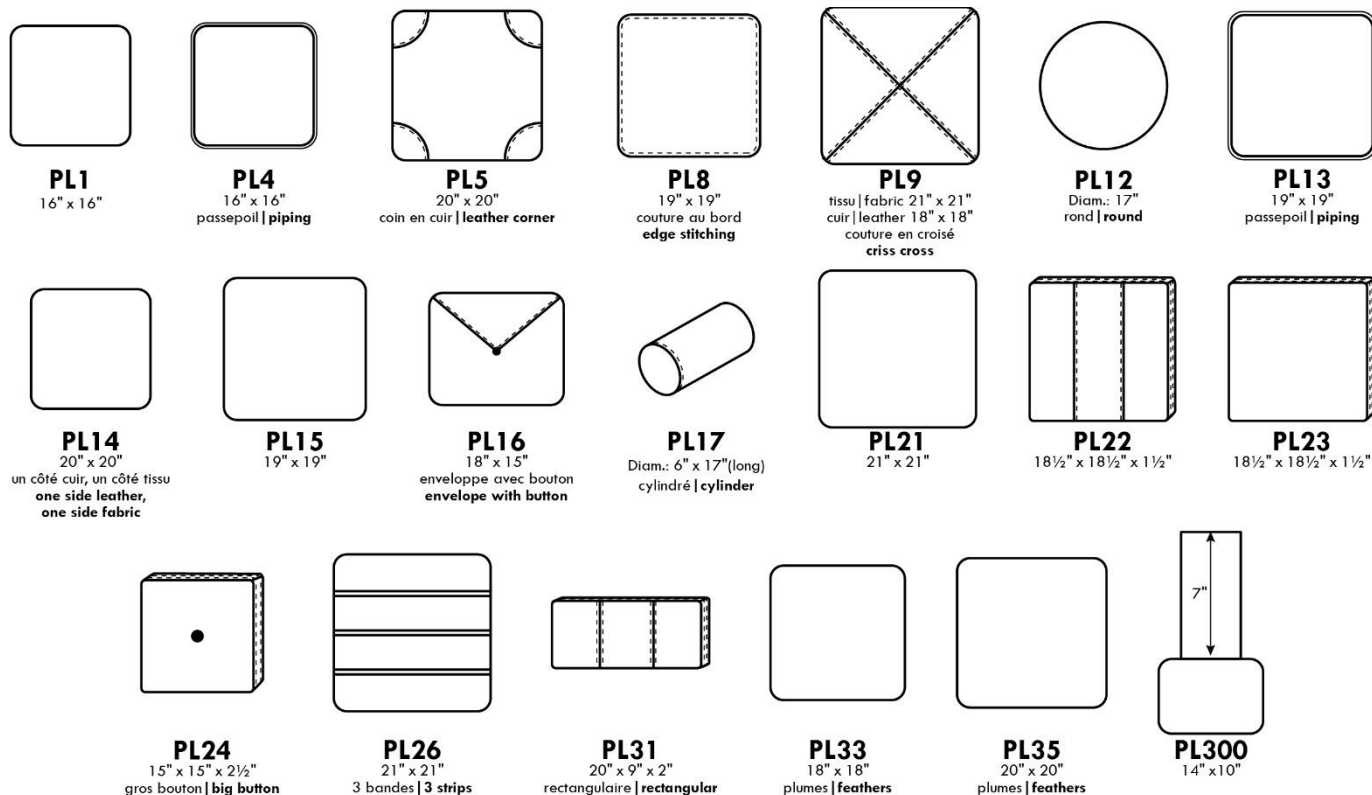 PL1
16" x 16"
PL4
16" x 16"
passepoil | piping
PL5
20" x 20"
coin en cuir | leather corner
PL8
19" x 19"
couture au bord
edge stitching
PL9
tissu | fabric 21" x 21"
cuir | leather 18" x 18"
couture en croisé
criss cross
PL12
Diam.: 17"
rond | round
PL13
19" x 19"
passepoil | piping
PL14
20" x 20"
un côté cuir, un côté tissu
one side leather,
one side fabric
PL15
19" x 19"
PL16
18" x 15"
enveloppe avec bouton
envelope with button
PL17
Diam.: 6" x 17"(long)
cylindré | cylinder
PL21
21" x 21"
PL22
18½" x 18½" x 1½"
PL23
18½" x 18½" x 1½"
PL24
15" x 15" x 2½"
gros bouton | big button
PL26
21" x 21"
3 bandes | 3 strips
PL31
20" x 9" x 2"
rectangulaire | rectangular
PL33
18" x 18"
plumes | feathers
PL35
20" x 20"
plumes | feathers
7"
PL300
14" x10"